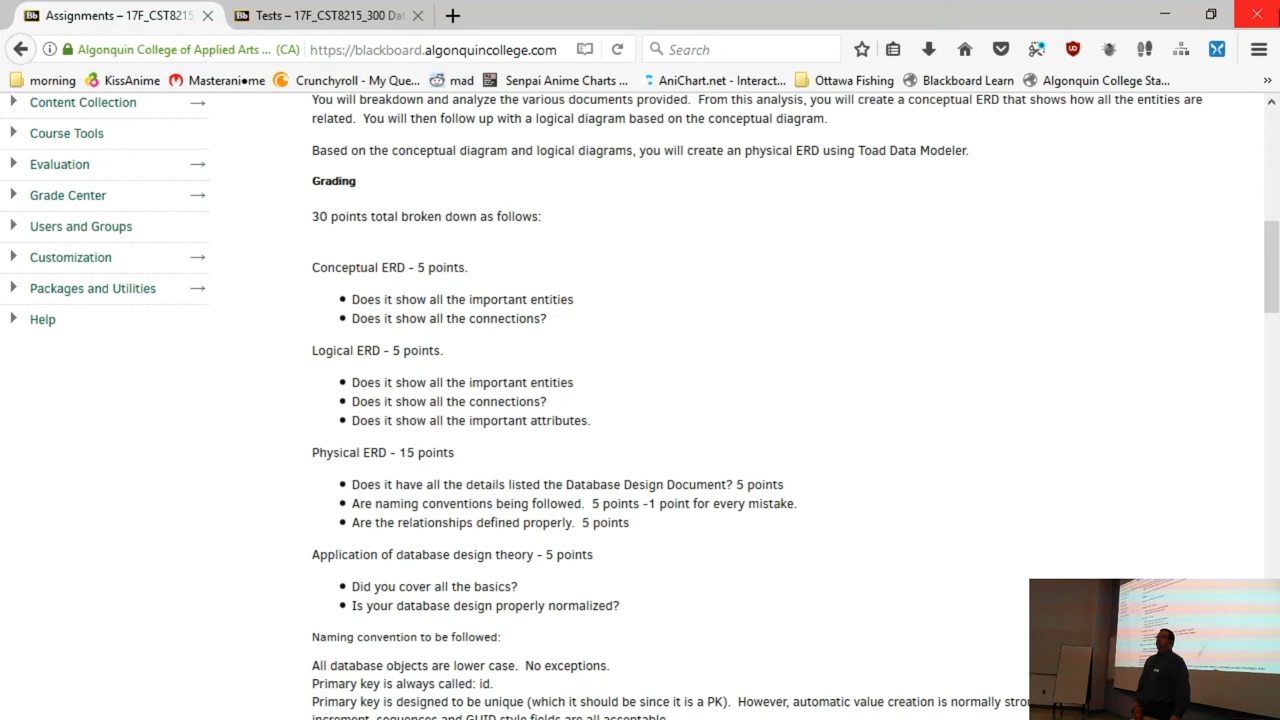 Assignments – 17F_CST8215
Tests – 17F_CST8215_300 Dat
Algonquin College of Applied Arts ... (CA)
https://blackboard.algonquincollege.com
Search
morning
KissAnime
Masterani●me
Crunchyroll - My Que...
mad
Senpai Anime Charts ...
AniChart.net - Interact...
Ottawa Fishing
Blackboard Learn
Algonquin College Sta...
Content Collection
Course Tools
Evaluation
Grade Center
Users and Groups
Customization
Packages and Utilities
Help
You will breakdown and analyze the various documents provided. From this analysis, you will create a conceptual ERD that shows how all the entities are
related. You will then follow up with a logical diagram based on the conceptual diagram.
Based on the conceptual diagram and logical diagrams, you will create an physical ERD using Toad Data Modeler.
Grading
30 points total broken down as follows:
Conceptual ERD - 5 points.
• Does it show all the important entities
• Does it show all the connections?
Logical ERD - 5 points.
• Does it show all the important entities
• Does it show all the connections?
• Does it show all the important attributes.
Physical ERD - 15 points
• Does it have all the details listed the Database Design Document? 5 points
• Are naming conventions being followed. 5 points -1 point for every mistake.
• Are the relationships defined properly. 5 points
Application of database design theory - 5 points
• Did you cover all the basics?
• Is your database design properly normalized?
Naming convention to be followed:
All database objects are lower case. No exceptions.
Primary key is always called: id.
Primary key is designed to be unique (which it should be since it is a PK). However, automatic value creation is normally stron
increment, sequences and GUID style fields are all acceptable.